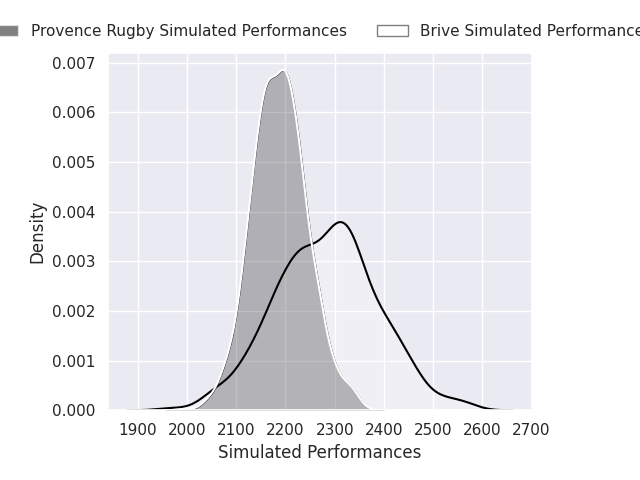 Provence Rugby Simulated Performances Brive Simulated Performance
0.007
0.006
0.005
0.004
0.003
0.002
0.001
0.000
Density
1900 2000 2100 2200 2300 2400 2500 2600 2700
Simulated Performances